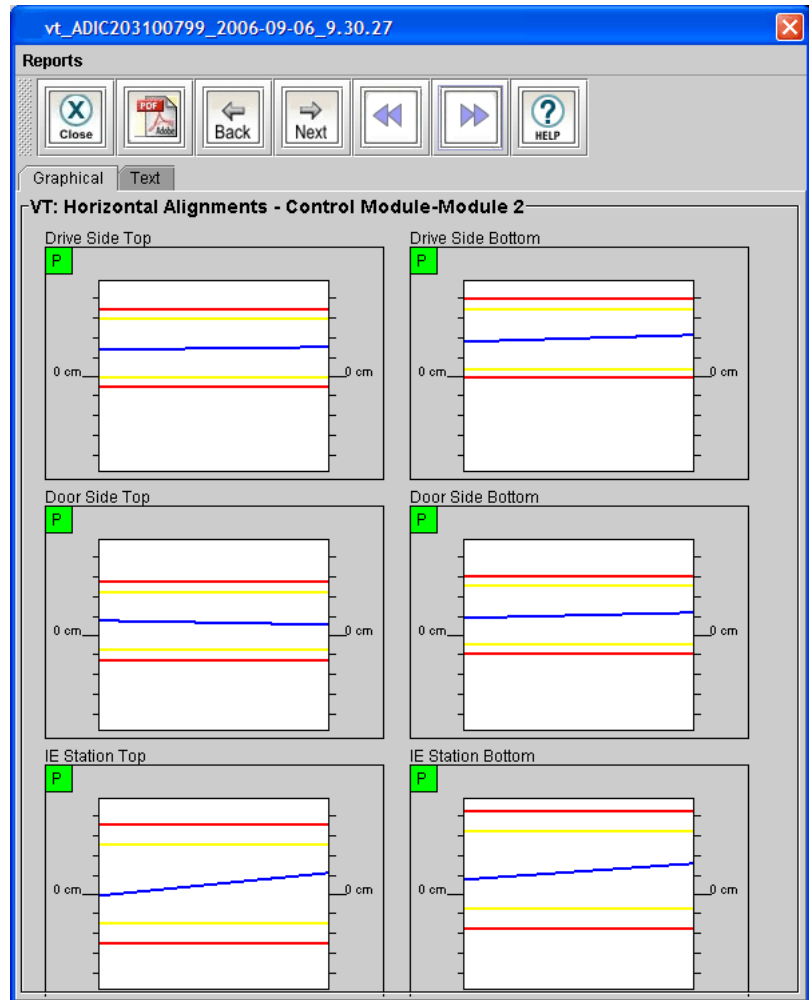 vt_ADIC203100799_2006-09-06_9.30.27
Reports
Close
PDF
Adobe
Back
Next
?
HELP
Graphical Text
VT: Horizontal Alignments - Control Module-Module 2
Drive Side Top Drive Side Bottom
P P
0 cm 0 cm 0 cm 0 cm
Door Side Top Door Side Bottom
P P
0 cm 0 cm 0 cm 0 cm
IE Station Top IE Station Bottom
P P
0 cm 0 cm 0 cm 0 cm